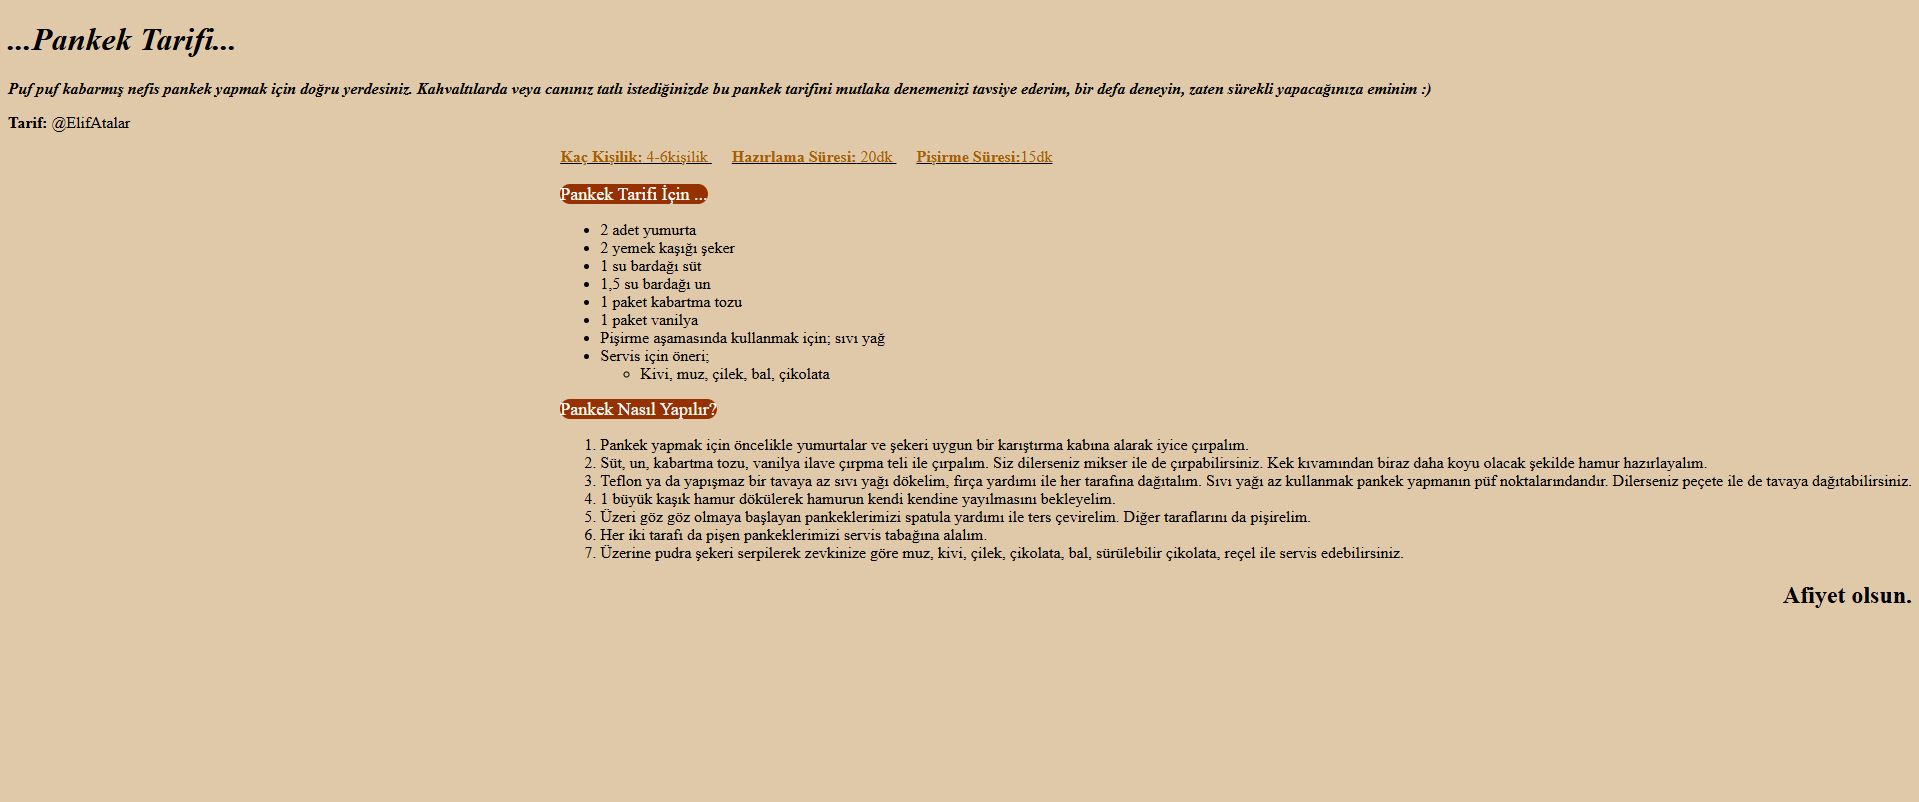 ...Pankek Tarifi...
Puf puf kabarmış nefis pankek yapmak için doğru yerdesiniz. Kahvaltılarda veya canınız tatlı istediğinizde bu pankek tarifini mutlaka denemenizi tavsiye ederim, bir defa deneyin, zaten sürekli yapacağınıza eminim :)
Tarif: @ElifAtalar
Kaç Kişilik: 4-6kişilik Hazırlama Süresi: 20dk Pişirme Süresi:15dk
Pankek Tarifi İçin ...
• 2 adet yumurta
• 2 yemek kaşığı şeker
• 1 su bardağı süt
• 1,5 su bardağı un
• 1 paket kabartma tozu
• 1 paket vanilya
• Pişirme aşamasında kullanmak için; sıvı yağ
• Servis için öneri;
◦ Kivi, muz, çilek, bal, çikolata
Pankek Nasıl Yapılır?
1. Pankek yapmak için öncelikle yumurtalar ve şekeri uygun bir karıştırma kabına alarak iyice çırpalım.
2. Süt, un, kabartma tozu, vanilya ilave çırpma teli ile çırpalım. Siz dilerseniz mikser ile de çırpabilirsiniz. Kek kıvamından biraz daha koyu olacak şekilde hamur hazırlayalım.
3. Teflon ya da yapışmaz bir tavaya az sıvı yağı dökelim, fırça yardımı ile her tarafına dağıtalım. Sıvı yağı az kullanmak pankek yapmanın püf noktalarındandır. Dilerseniz peçete ile de tavaya dağıtabilirsiniz.
4. 1 büyük kaşık hamur dökülerek hamurun kendi kendine yayılmasını bekleyelim.
5. Üzeri göz göz olmaya başlayan pankeklerimizi spatula yardımı ile ters çevirelim. Diğer taraflarını da pişirelim.
6. Her iki tarafı da pişen pankeklerimizi servis tabağına alalım.
7. Üzerine pudra şekeri serpilerek zevkinize göre muz, kivi, çilek, çikolata, bal, sürülebilir çikolata, reçel ile servis edebilirsiniz.
Afiyet olsun.